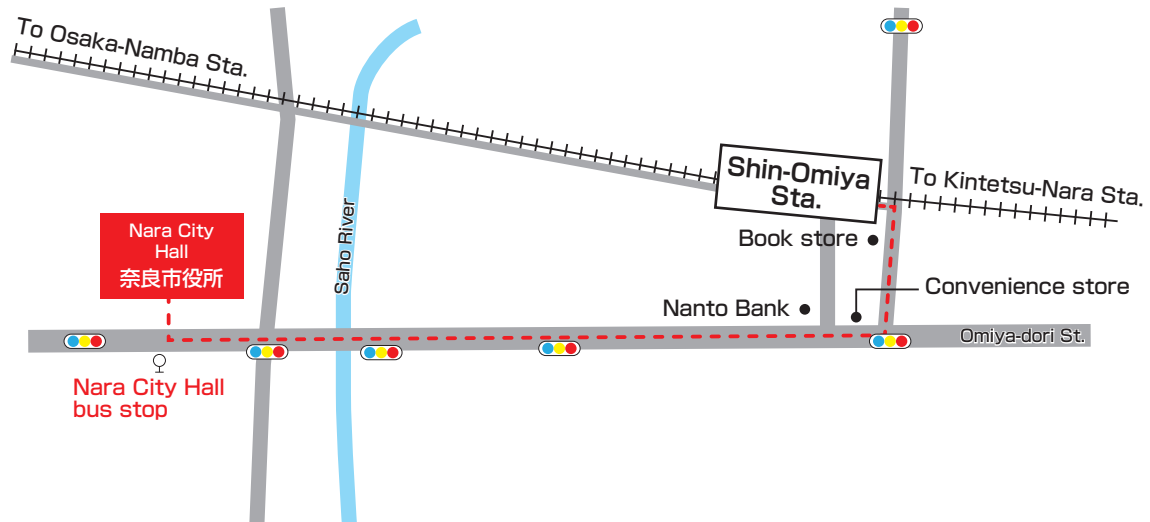 To Osaka-Namba Sta.
Shin-Omiya
Sta.
To Kintetsu-Nara Sta.
Nara City
Hall
奈良市役所
Saho River
Book store
Convenience store
Nanto Bank
Omiya-dori St.
Nara City Hall
bus stop